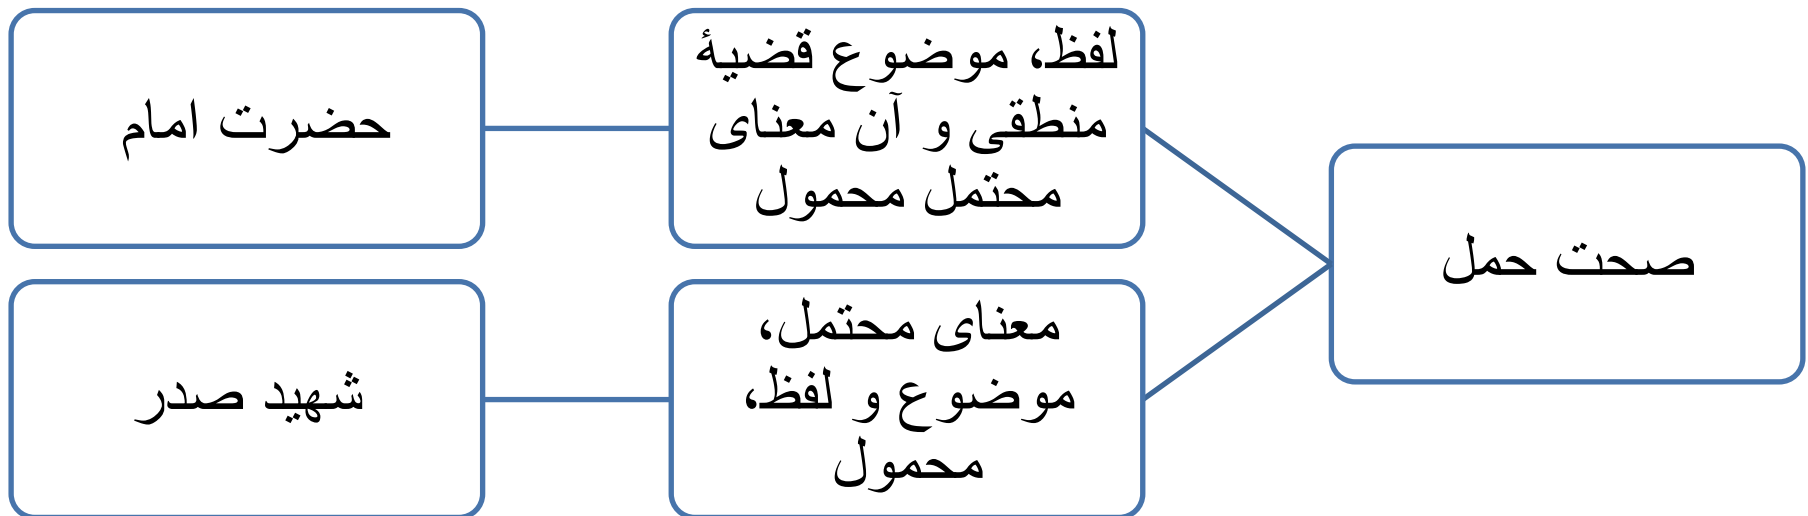 صحت حمل
لفظ، موضوع قضیهٔ
منطقی و آن معنای
محتمل محمول
حضرت امام
معنای محتمل،
موضوع و لفظ،
محمول
شهید صدر